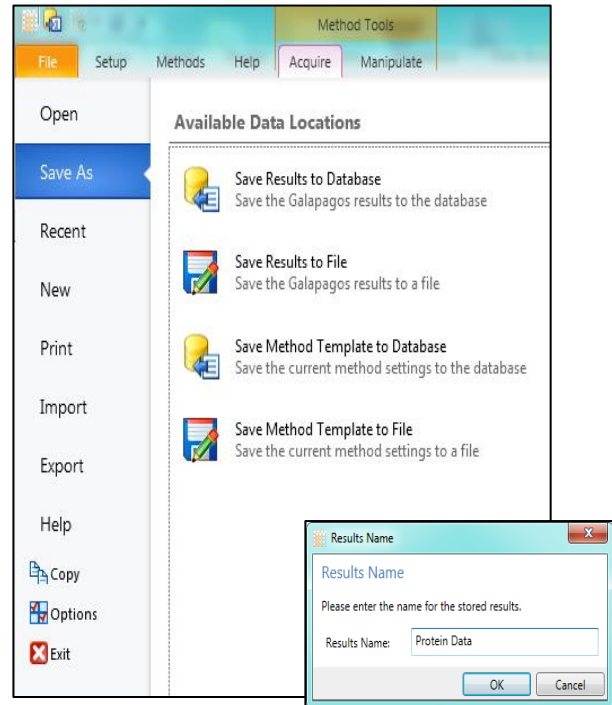 Method Tools
File Setup Methods Help Acquire Manipulate
Open
Save As
Recent
New
Print
Import
Export
Help
Copy
Options
Exit
Available Data Locations
Save Results to Database
Save the Galapagos results to the database
Save Results to File
Save the Galapagos results to a file
Save Method Template to Database
Save the current method settings to the database
Save Method Template to File
Save the current method settings to a file
Results Name
Results Name
Please enter the name for the stored results.
Results Name: Protein Data
OK Cancel